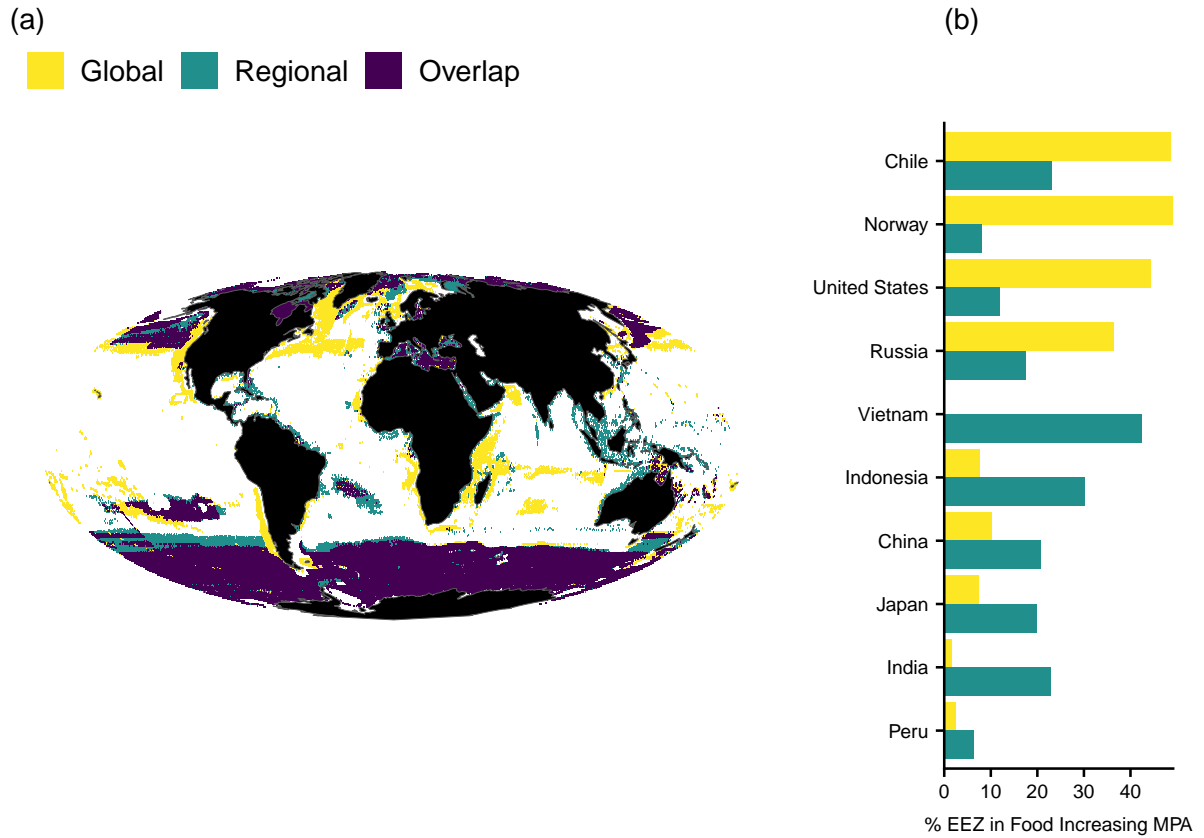 (a)
Global Regional Overlap
(b)
Chile
Norway
United States
Russia
Vietnam
Indonesia
China
Japan
India
Peru
0 10 20 30 40
% EEZ in Food Increasing MPA